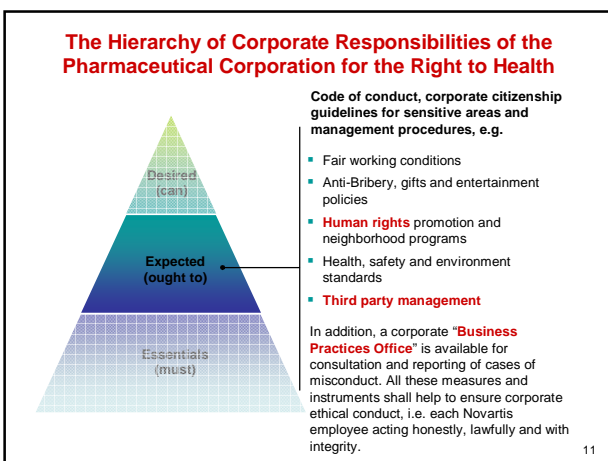 The Hierarchy of Corporate Responsibilities of the
Pharmaceutical Corporation for the Right to Health
Desired
(can)
Expected
(ought to)
Essentials
(must)
Code of conduct, corporate citizenship
guidelines for sensitive areas and
management procedures, e.g.
▪ Fair working conditions
▪ Anti-Bribery, gifts and entertainment
policies
▪ Human rights promotion and
neighborhood programs
▪ Health, safety and environment
standards
▪ Third party management
In addition, a corporate “Business
Practices Office” is available for
consultation and reporting of cases of
misconduct. All these measures and
instruments shall help to ensure corporate
ethical conduct, i.e. each Novartis
employee acting honestly, lawfully and with
integrity.
11